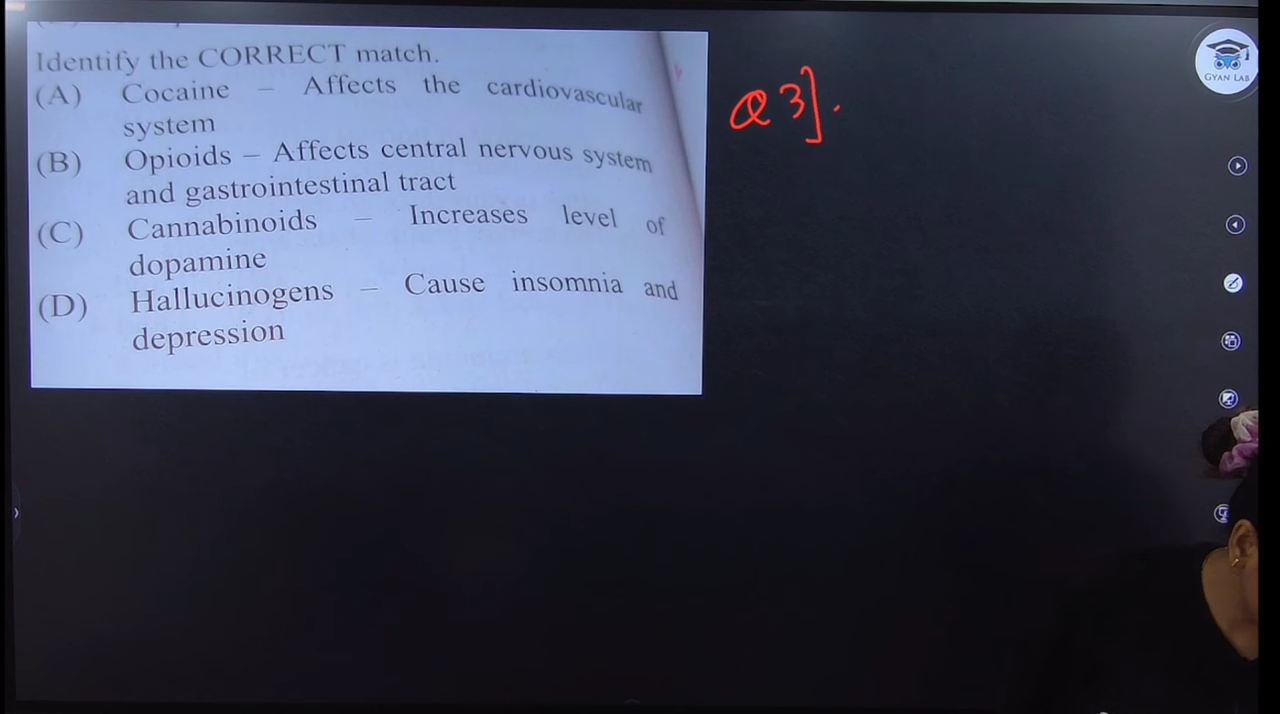 Identify the CORRECT match.
(A) Cocaine – Affects the cardiovascular
system
(B) Opioids – Affects central nervous system
and gastrointestinal tract
(C) Cannabinoids – Increases level of
dopamine
(D) Hallucinogens – Cause insomnia and
depression
Q 3].
GYAN LAB